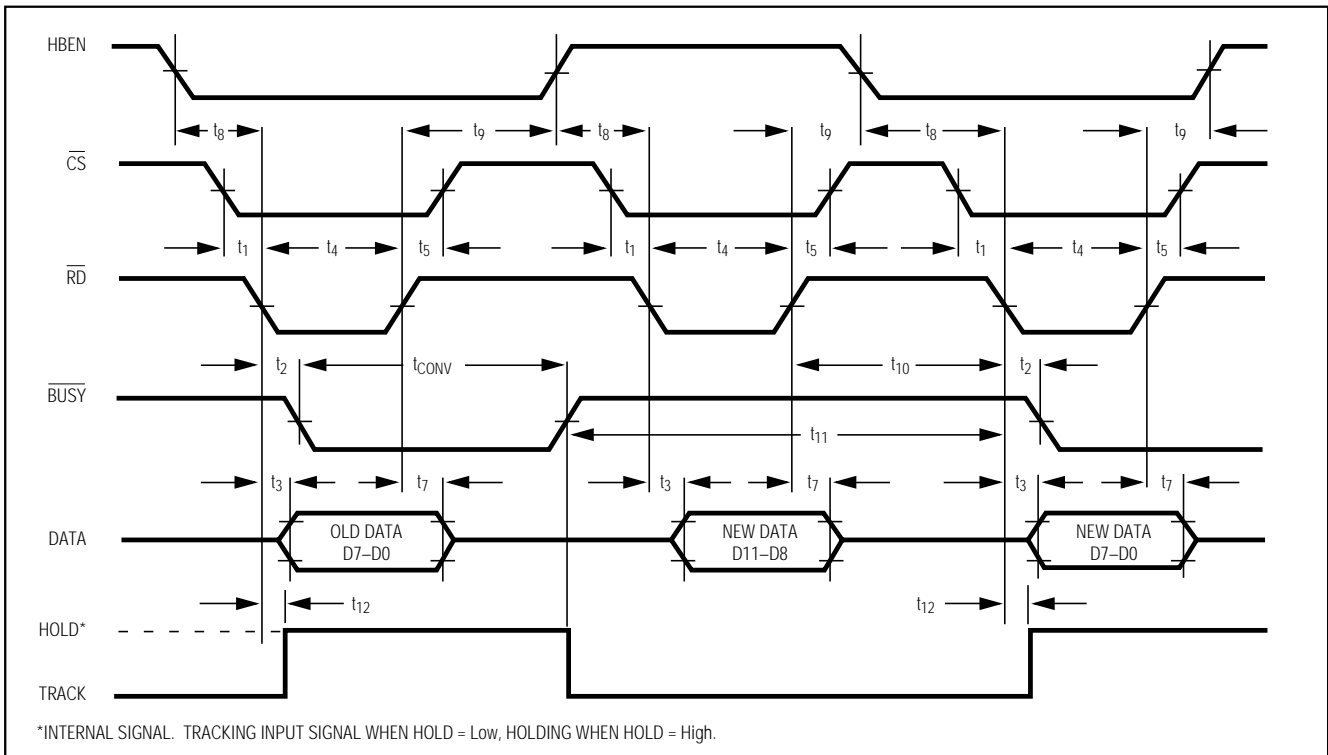 HBEN
t8 t9 t8 t9 t8 t9
CS
t1 t4 t5 t1 t4 t5 t1 t4 t5
RD
t2 tCONV t10 t2
BUSY
t11
t3 t7 t3 t7 t3 t7
DATA
OLD DATA
D7–D0
NEW DATA
D11–D8
NEW DATA
D7–D0
t12 t12
HOLD*
TRACK
*INTERNAL SIGNAL. TRACKING INPUT SIGNAL WHEN HOLD = Low, HOLDING WHEN HOLD = High.